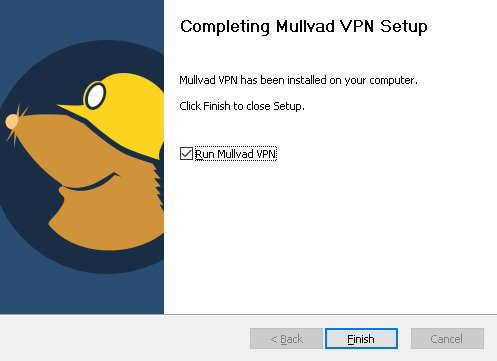 Completing Mullvad VPN Setup
Mullvad VPN has been installed on your computer.
Click Finish to close Setup.
Run Mullvad VPN
< Back
Finish
Cancel